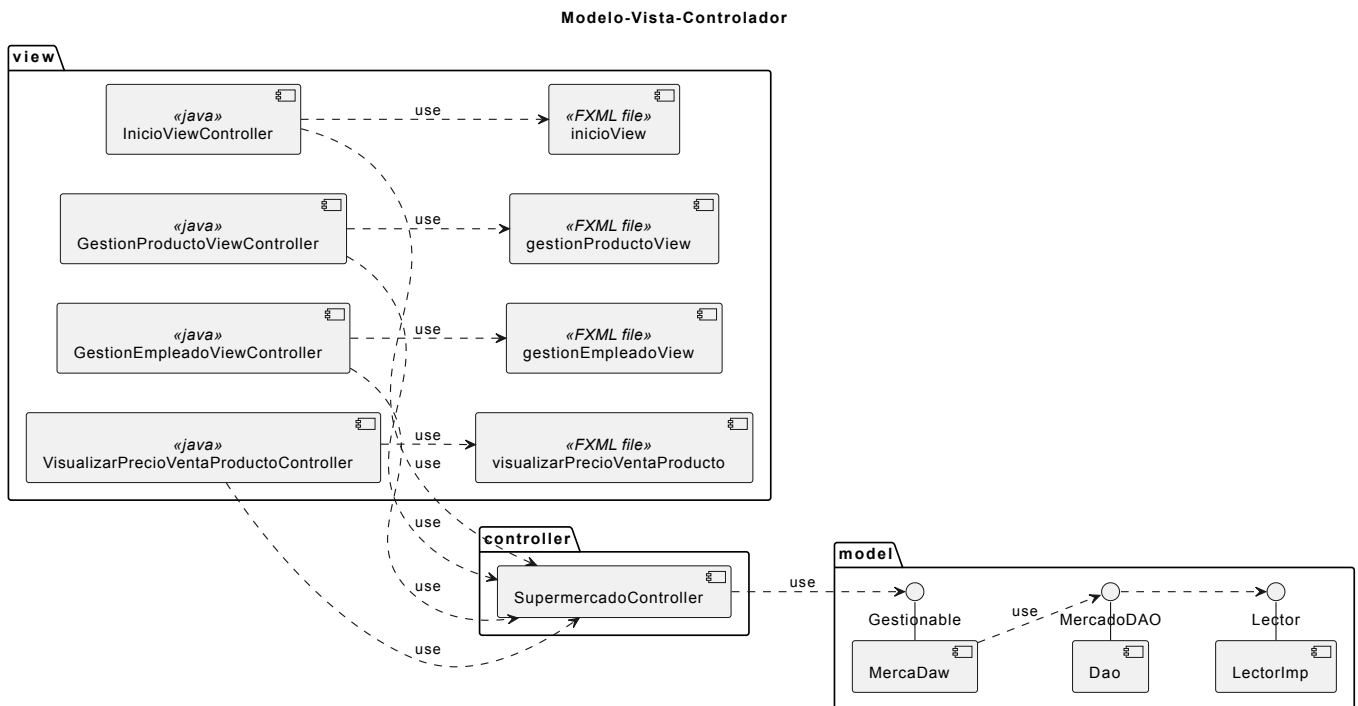 Modelo-Vista-Controlador
view
«java»
InicioViewController
use
«FXML file»
inicioView
«java»
GestionProductoViewController
use
«FXML file»
gestionProductoView
«java»
GestionEmpleadoViewController
use
«FXML file»
gestionEmpleadoView
«java»
VisualizarPrecioVentaProductoController
use
«FXML file»
visualizarPrecioVentaProducto
use
use
use
use
controller
SupermercadoController
use
model
Gestionable
use
MercadoDAO
Lector
MercaDaw
Dao
LectorImp